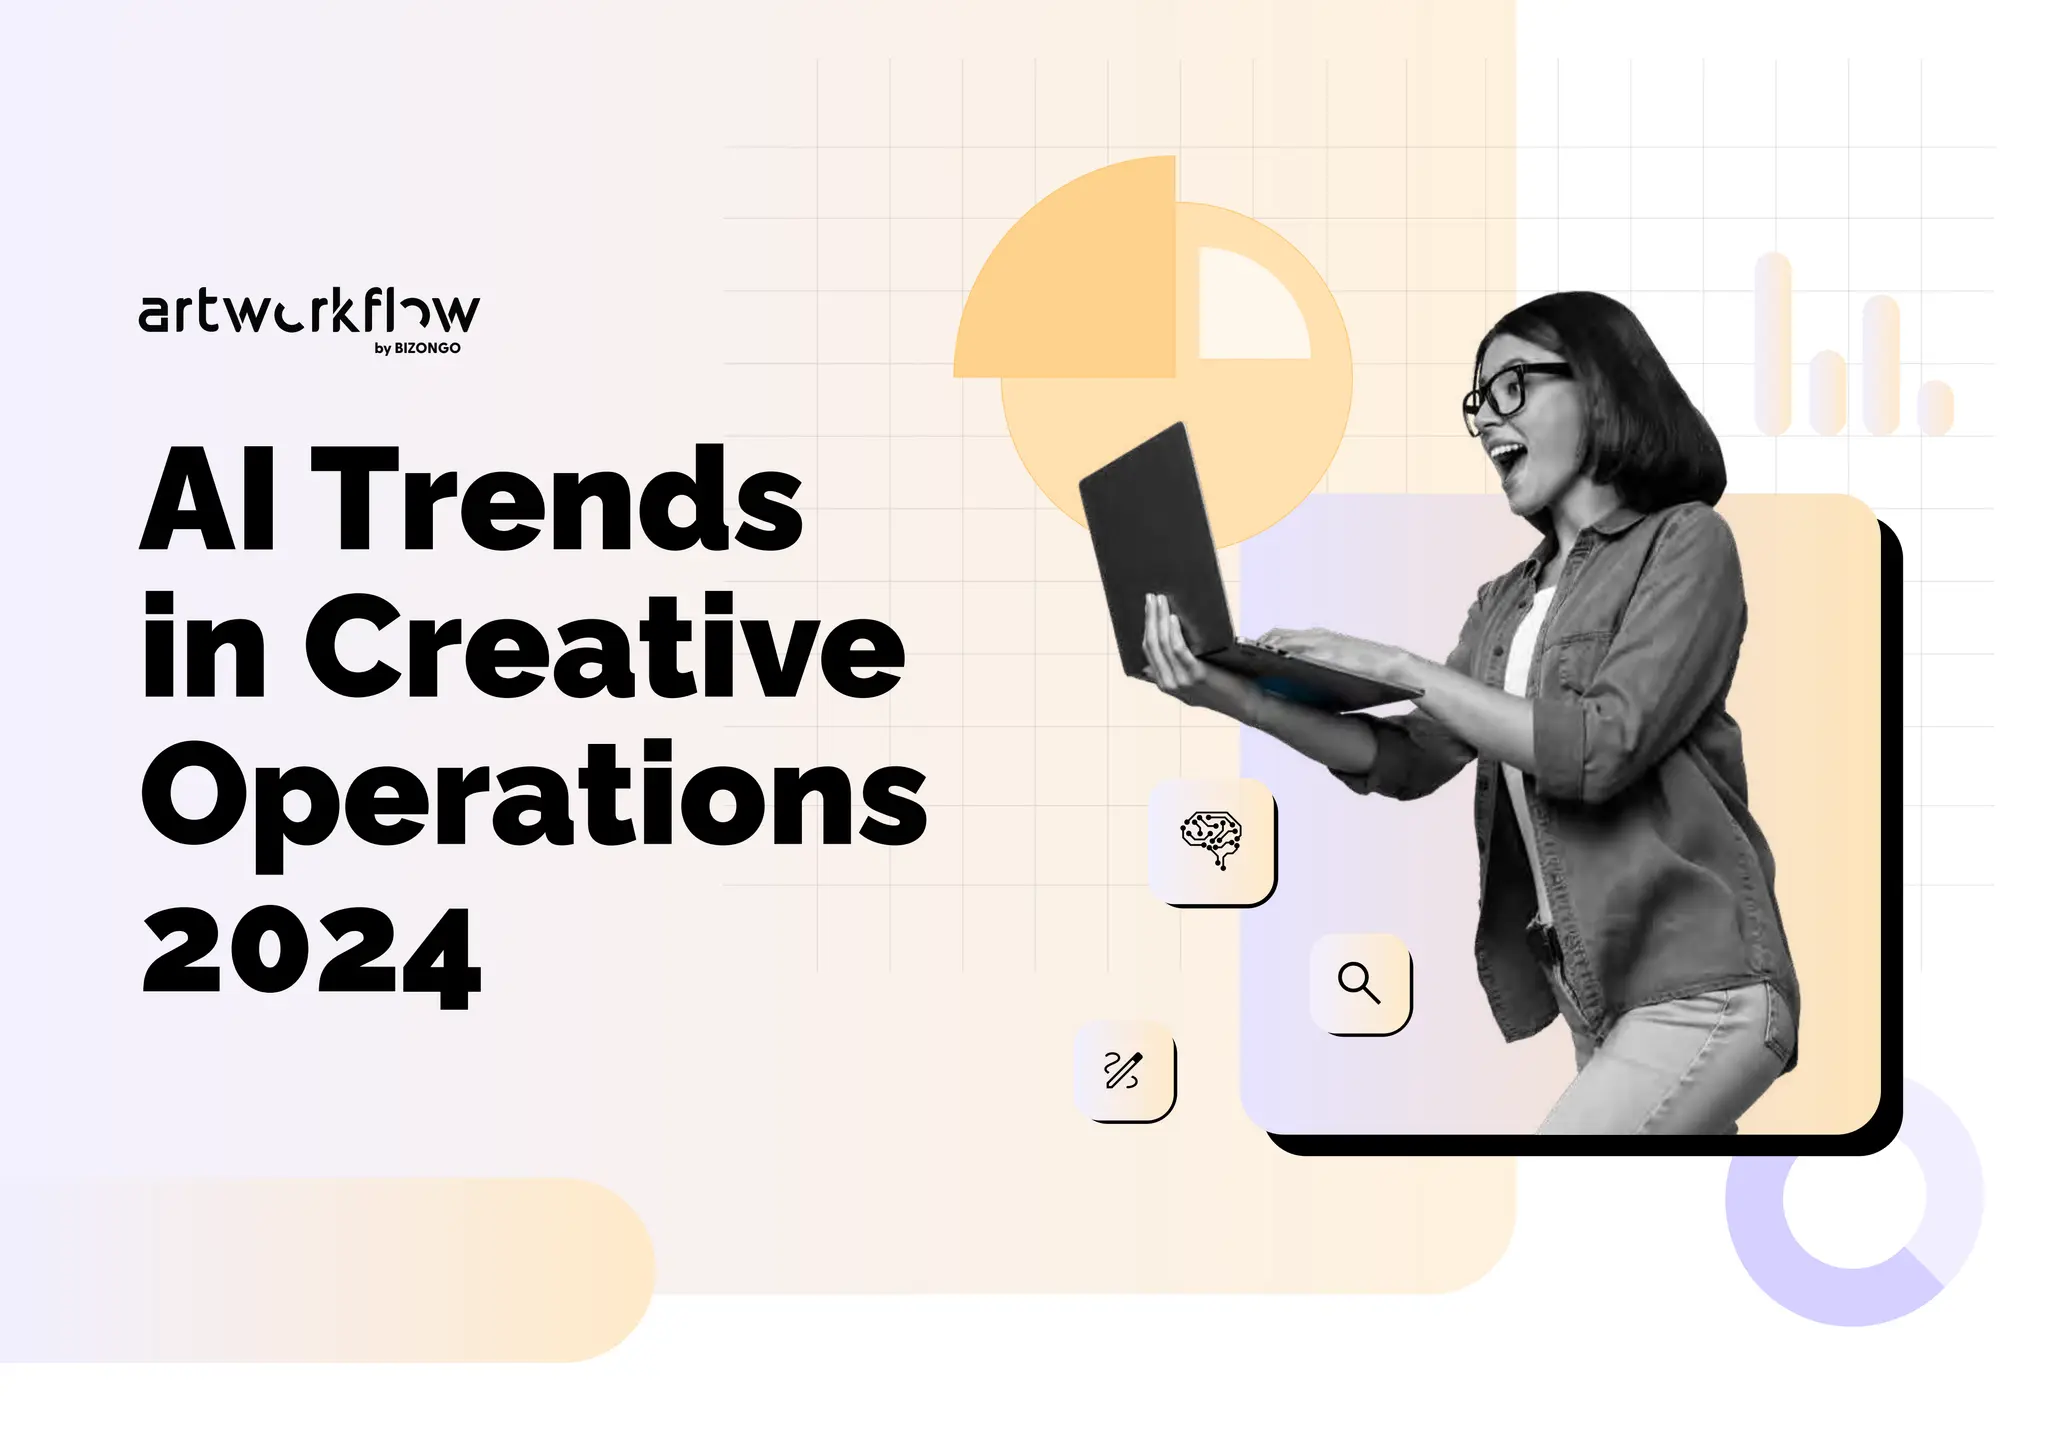 artworkflow
by BIZONGO
AI Trends
in Creative
Operations
2024